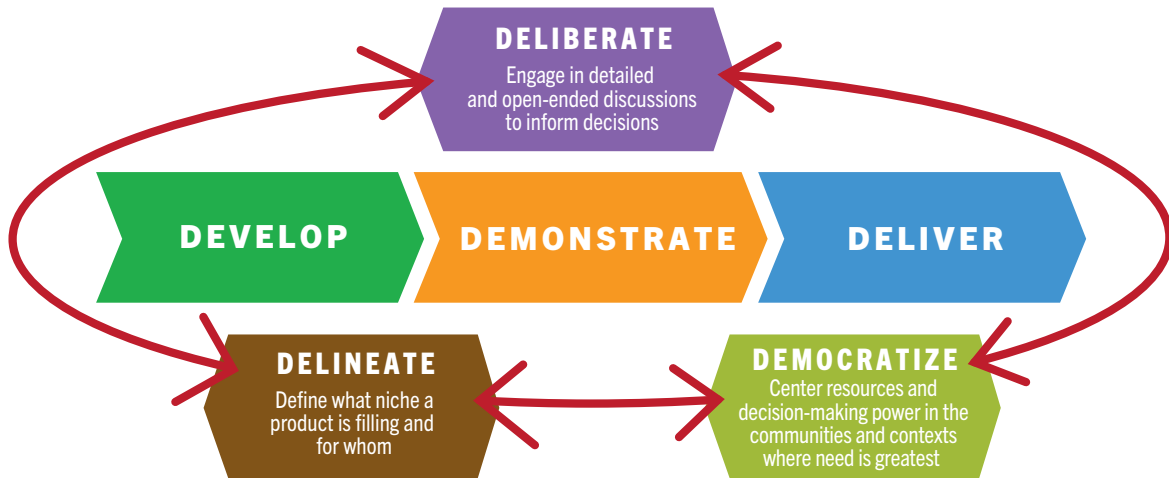 DELIBERATE
Engage in detailed
and open-ended discussions
to inform decisions
DEVELOP
DEMONSTRATE
DELIVER
DELINEATE
Define what niche a
product is filling and
for whom
DEMOCRATIZE
Center resources and
decision-making power in the
communities and contexts
where need is greatest